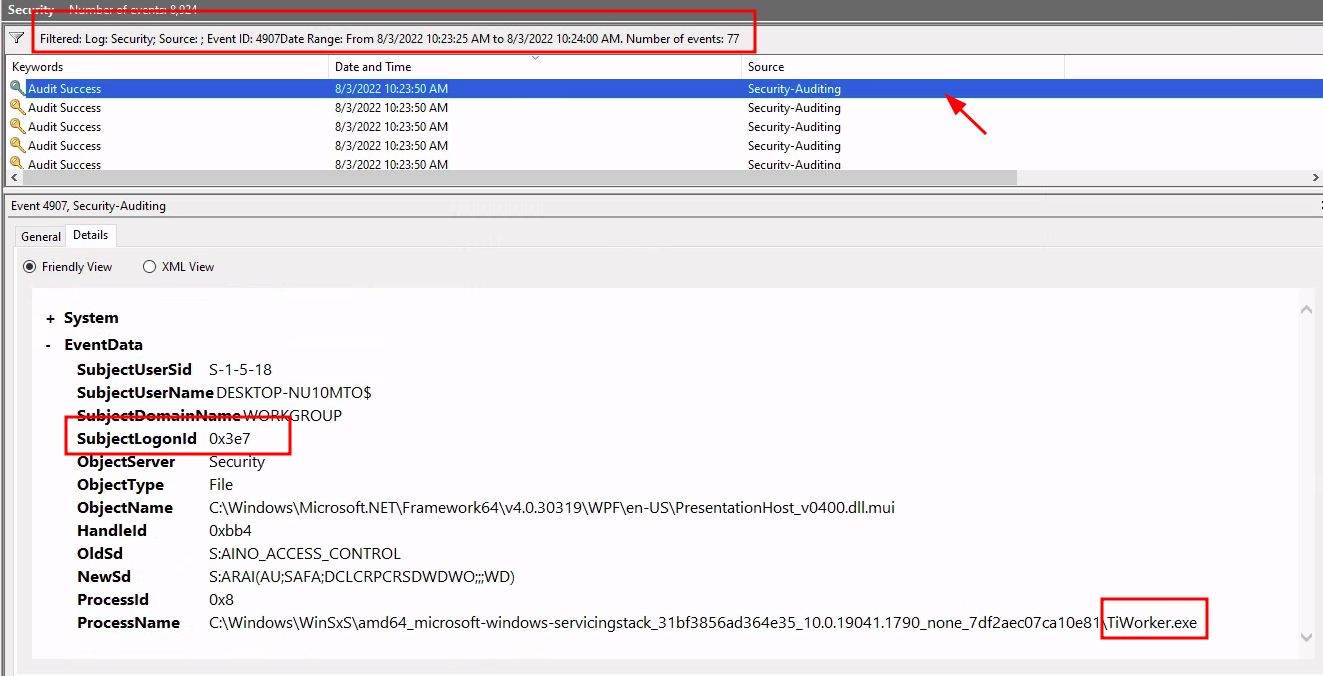 Security Number of events: 8,924
Filtered: Log: Security; Source: ; Event ID: 4907Date Range: From 8/3/2022 10:23:25 AM to 8/3/2022 10:24:00 AM. Number of events: 77
Keywords Date and Time Source
Audit Success 8/3/2022 10:23:50 AM Security-Auditing
Audit Success 8/3/2022 10:23:50 AM Security-Auditing
Audit Success 8/3/2022 10:23:50 AM Security-Auditing
Audit Success 8/3/2022 10:23:50 AM Security-Auditing
Audit Success 8/3/2022 10:23:50 AM Security-Auditing
Event 4907, Security-Auditing
General Details
Friendly View XML View
+ System
- EventData
SubjectUserSid S-1-5-18
SubjectUserName DESKTOP-NU10MTO$
SubjectDomainName WORKGROUP
SubjectLogonId 0x3e7
ObjectServer Security
ObjectType File
ObjectName C:\Windows\Microsoft.NET\Framework64\v4.0.30319\WPF\en-US\PresentationHost_v0400.dll.mui
HandleId 0xbb4
OldSd S:AINO_ACCESS_CONTROL
NewSd S:ARAI(AU;SAFA;DCLCRPCRSDWDWO;;;WD)
ProcessId 0x8
ProcessName C:\Windows\WinSxS\amd64_microsoft-windows-servicingstack_31bf3856ad364e35_10.0.19041.1790_none_7df2aec07ca10e81\TiWorker.exe